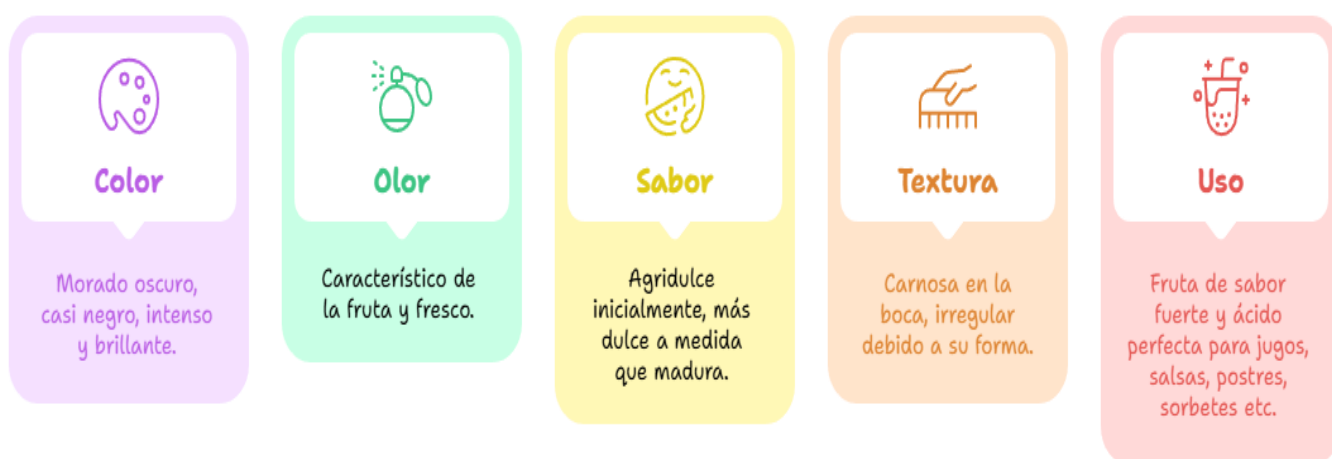 Color
Morado oscuro,
casi negro, intenso
y brillante.
Olor
Característico de
la fruta y fresco.
Sabor
Agridulce
inicialmente, más
dulce a medida
que madura.
Textura
Carnosa en la
boca, irregular
debido a su forma.
Uso
Fruta de sabor
fuerte y ácido
perfecta para jugos,
salsas, postres,
sorbetes etc.